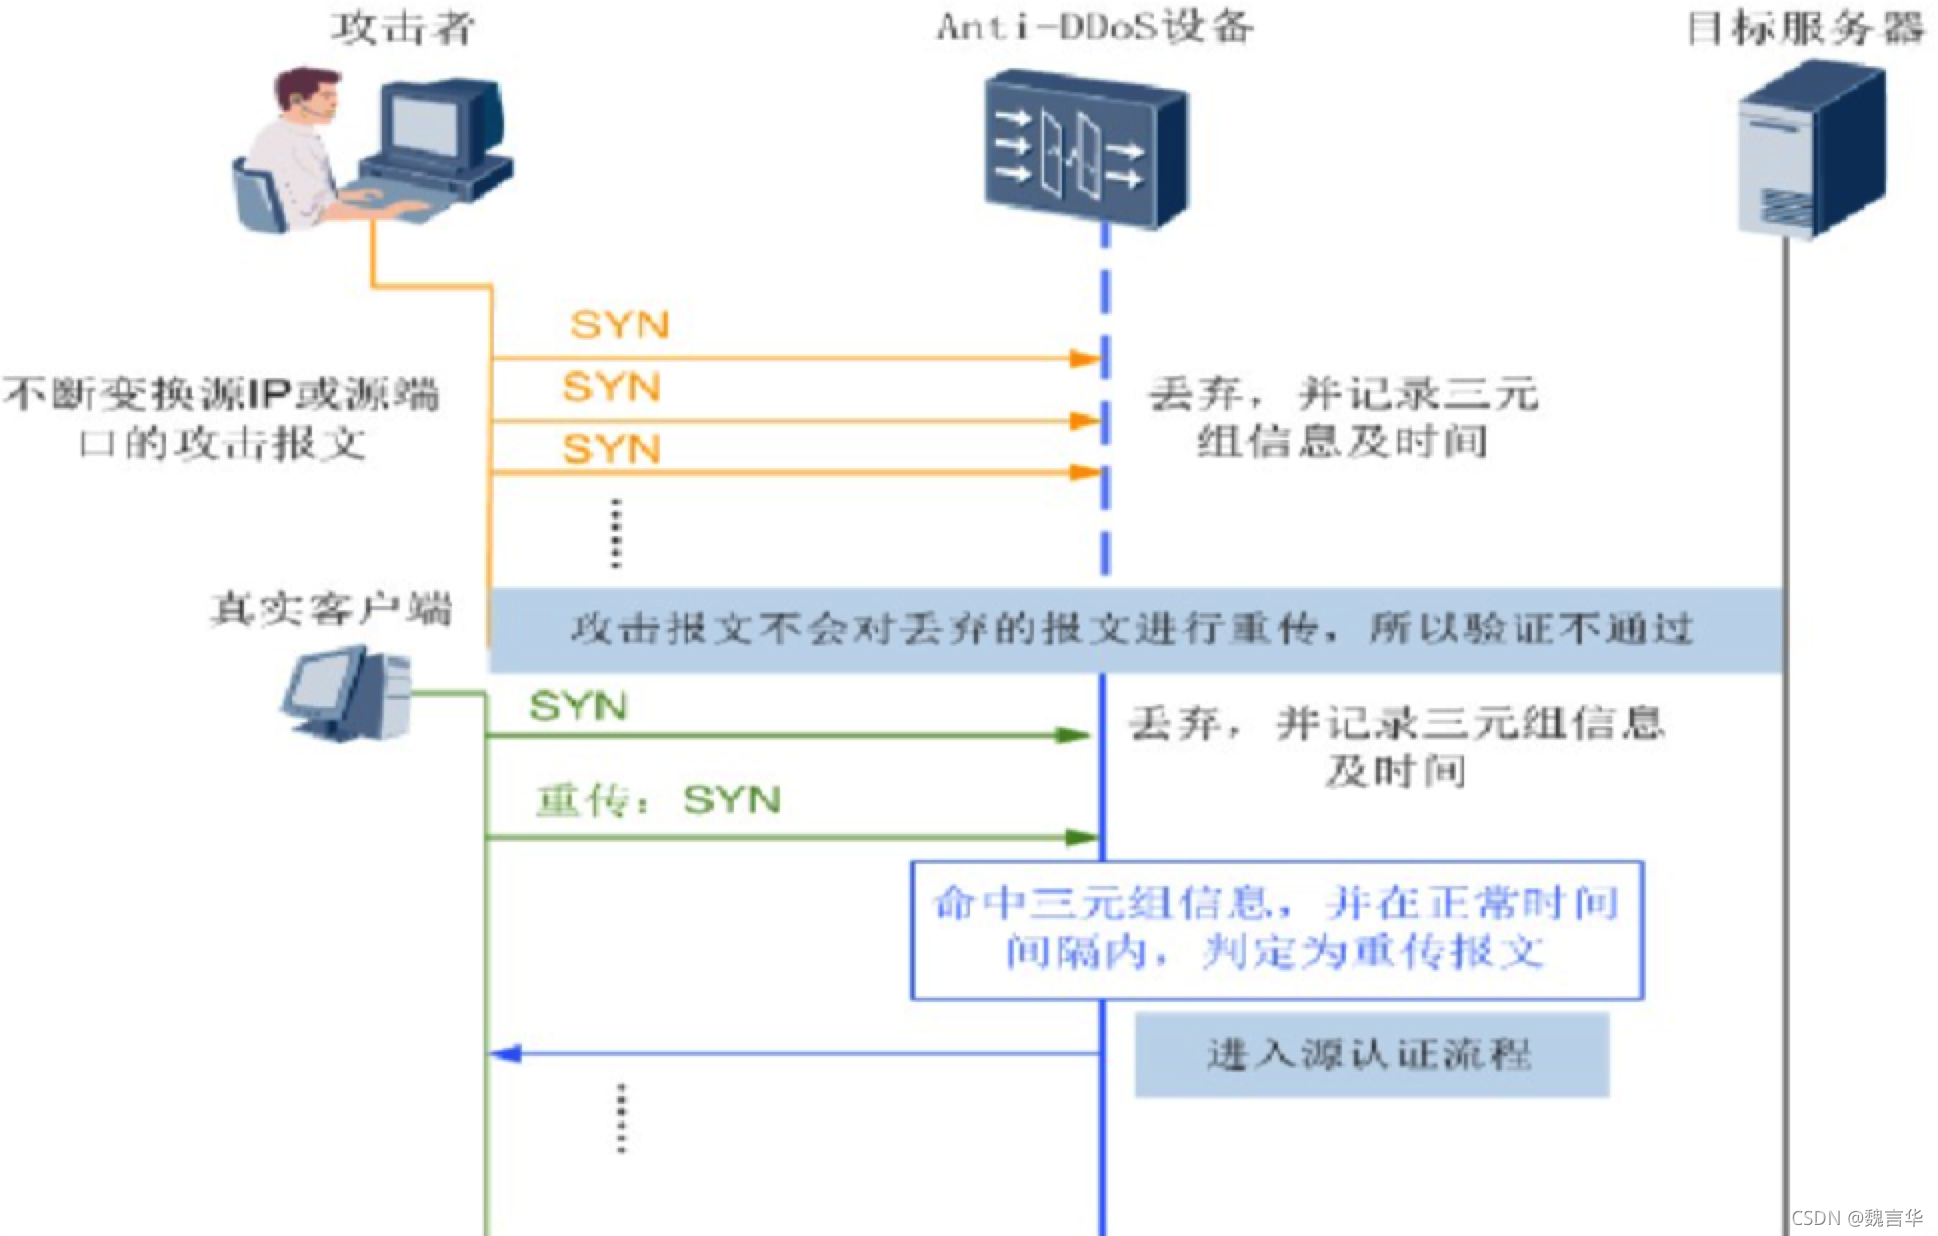 攻击者
Anti-DDoS设备
目标服务器
SYN
SYN
SYN
不断变换源IP或源端
口的攻击报文
丢弃，并记录三元
组信息及时间
真实客户端
攻击报文不会对丢弃的报文进行重传，所以验证不通过
SYN
丢弃，并记录三元组信息
及时间
重传：SYN
命中三元组信息，并在正常时间
间隔内，判定为重传报文
进入源认证流程
CSDN @魏言华